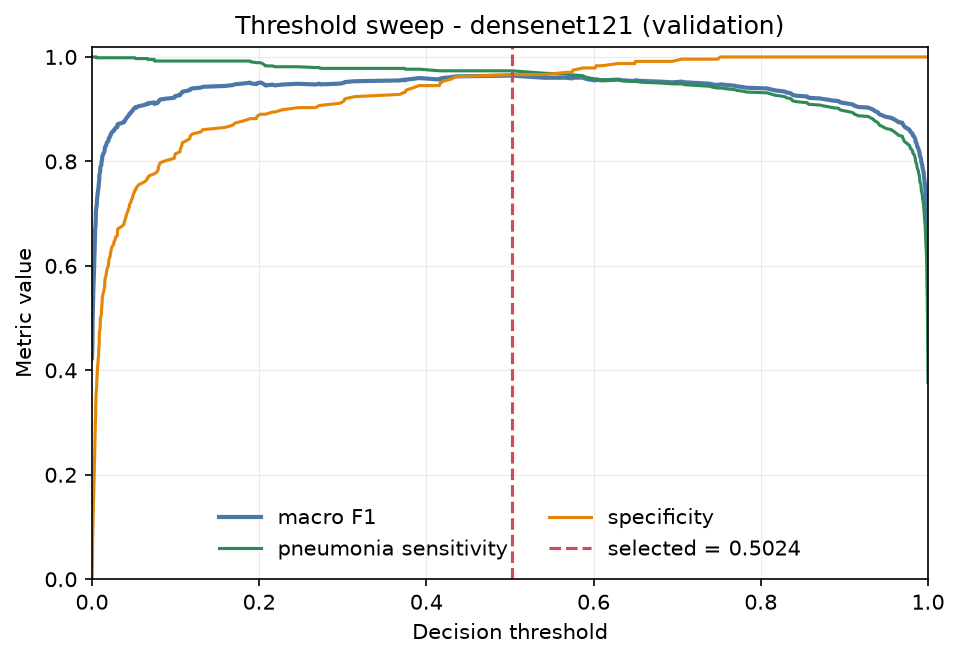 Threshold sweep - densenet121 (validation)
1.0
0.8
0.6
0.4
0.2
0.0
Metric value
macro F1
pneumonia sensitivity
specificity
selected = 0.5024
0.0 0.2 0.4 0.6 0.8 1.0
Decision threshold